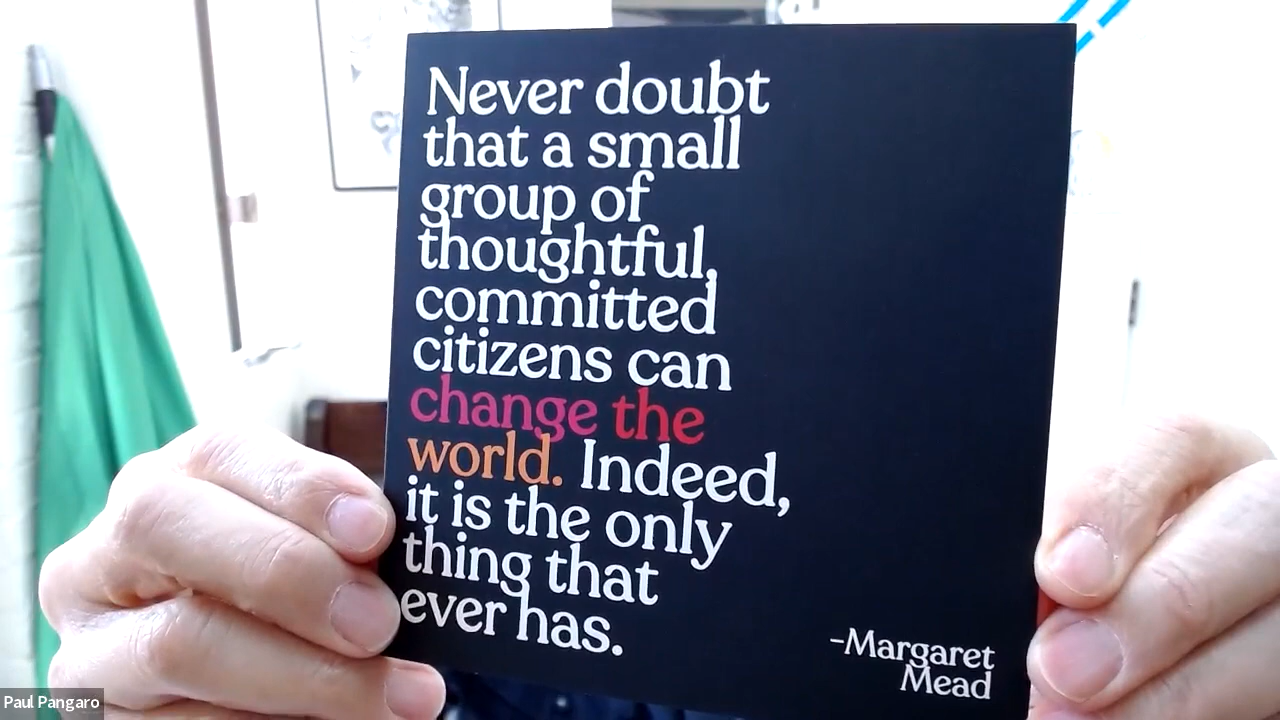 Never doubt
that a small
group of
thoughtful,
committed
citizens can
change the
world. Indeed,
it is the only
thing that
ever has.
-Margaret
Mead
Paul Pangaro